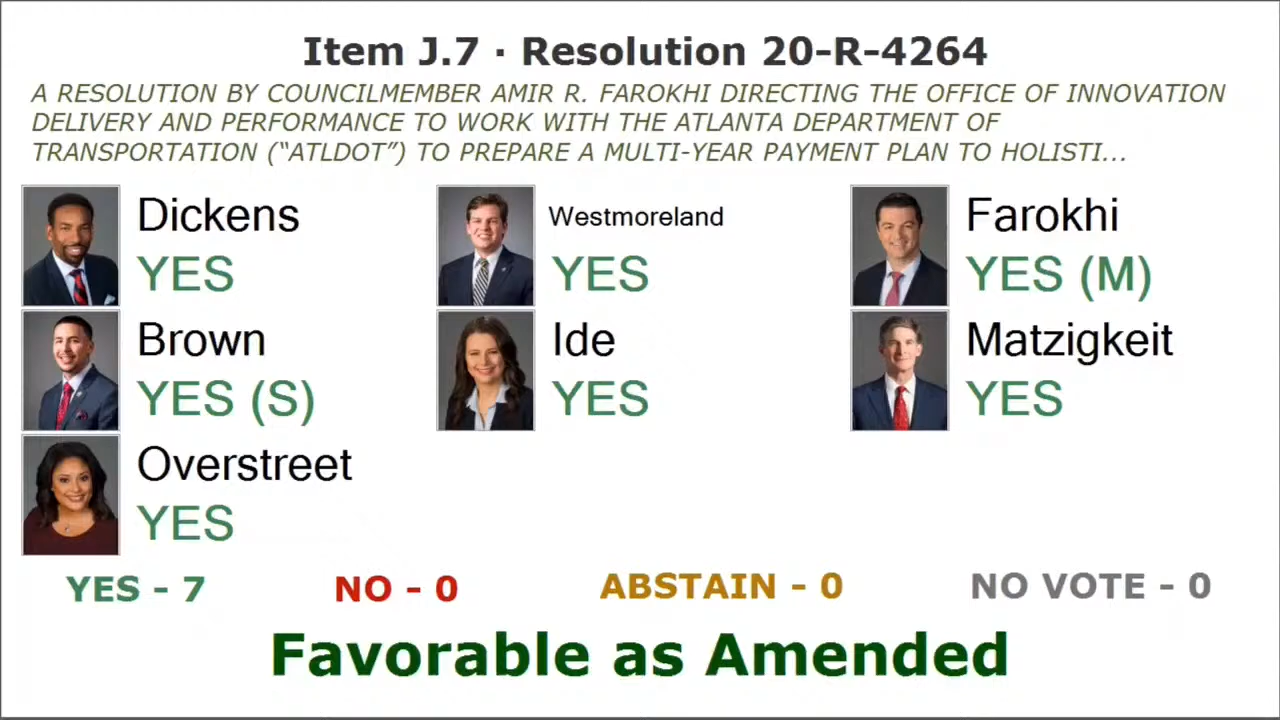 Item J.7 · Resolution 20-R-4264
A RESOLUTION BY COUNCILMEMBER AMIR R. FAROKHI DIRECTING THE OFFICE OF INNOVATION
DELIVERY AND PERFORMANCE TO WORK WITH THE ATLANTA DEPARTMENT OF
TRANSPORTATION (“ATLDOT”) TO PREPARE A MULTI-YEAR PAYMENT PLAN TO HOLISTI...
Dickens Westmoreland Farokhi
YES YES YES (M)
Brown Ide Matzigkeit
YES (S) YES YES
Overstreet
YES
YES - 7 NO - 0 ABSTAIN - 0 NO VOTE - 0
Favorable as Amended